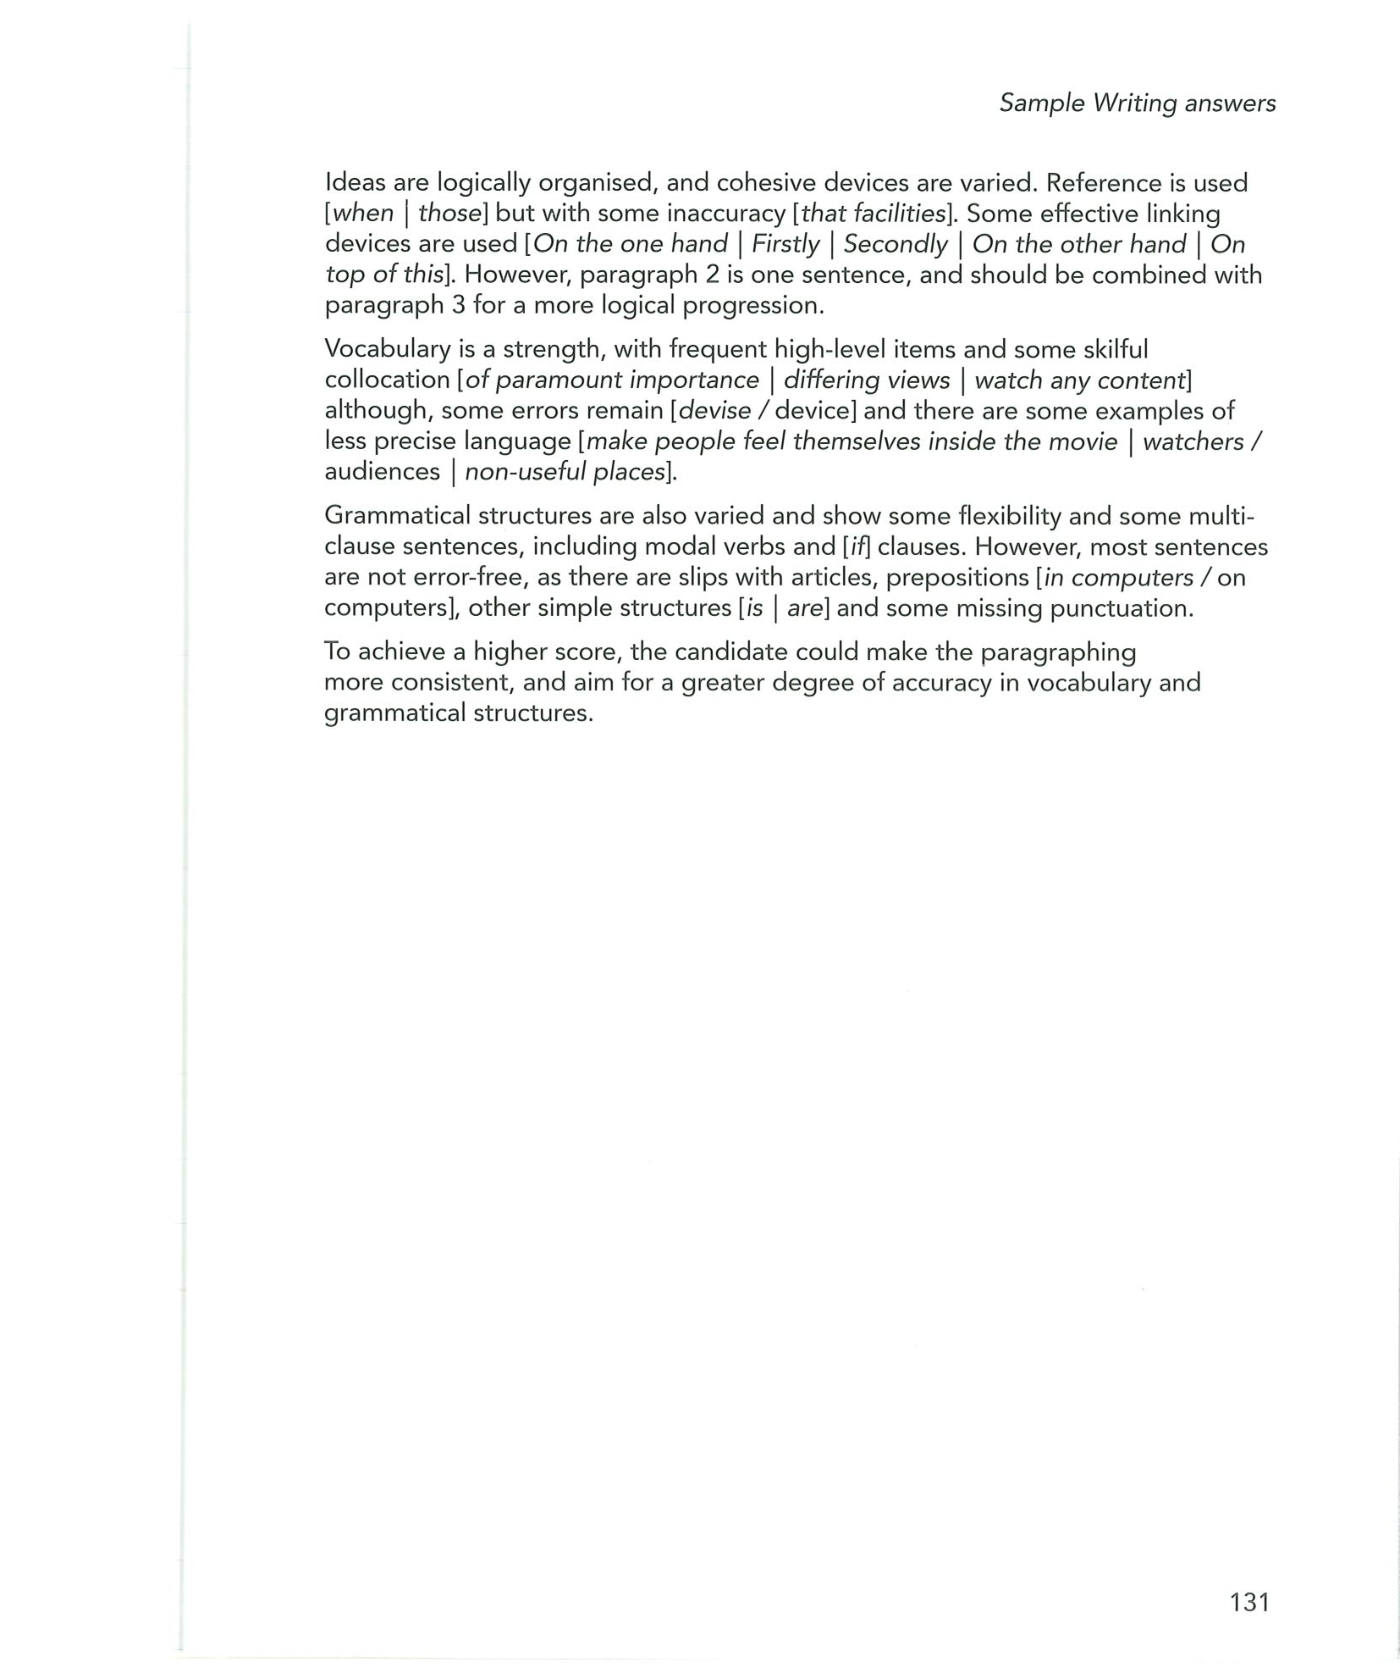 Sample Writing answers
Ideas are logically organised, and cohesive devices are varied. Reference is used
[when | those] but with some inaccuracy [that facilities]. Some effective linking
devices are used [On the one hand | Firstly | Secondly | On the other hand | On
top of this]. However, paragraph 2 is one sentence, and should be combined with
paragraph 3 for a more logical progression.
Vocabulary is a strength, with frequent high-level items and some skilful
collocation [of paramount importance | differing views | watch any content]
although, some errors remain [devise / device] and there are some examples of
less precise language [make people feel themselves inside the movie | watchers /
audiences | non-useful places].
Grammatical structures are also varied and show some flexibility and some multi-
clause sentences, including modal verbs and [if] clauses. However, most sentences
are not error-free, as there are slips with articles, prepositions [in computers / on
computers], other simple structures [is | are] and some missing punctuation.
To achieve a higher score, the candidate could make the paragraphing
more consistent, and aim for a greater degree of accuracy in vocabulary and
grammatical structures.
131